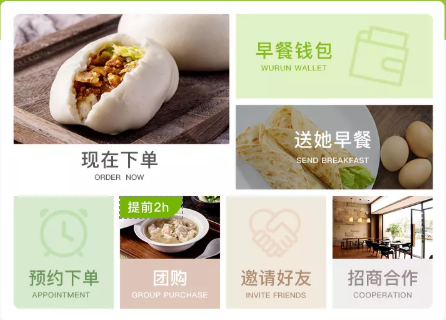 早餐钱包
WURUN WALLET
现在下单
ORDER NOW
送她早餐
SEND BREAKFAST
提前2h
预约下单
APPOINTMENT
团购
GROUP PURCHASE
邀请好友
INVITE FRIENDS
招商合作
COOPERATION